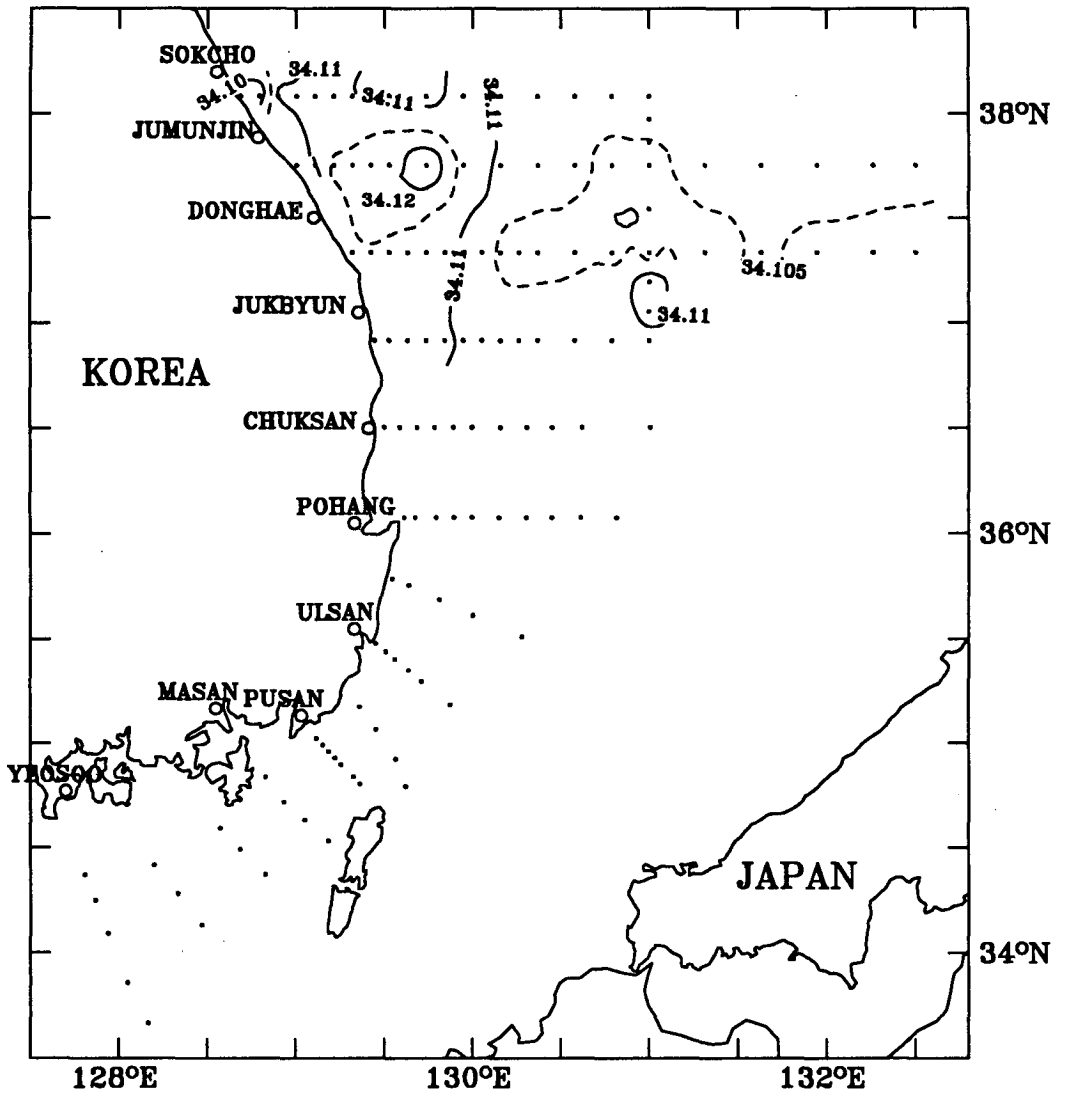 SOKCHO
34.11
34.10
34.11
34.11
38°N
JUMUNJIN
34.12
DONGHAE
34.11
34.105
JUKBYUN
34.11
KOREA
CHUKSAN
POHANG
36°N
ULSAN
MASAN
PUSAN
YEOSOO
JAPAN
34°N
128°E
130°E
132°E